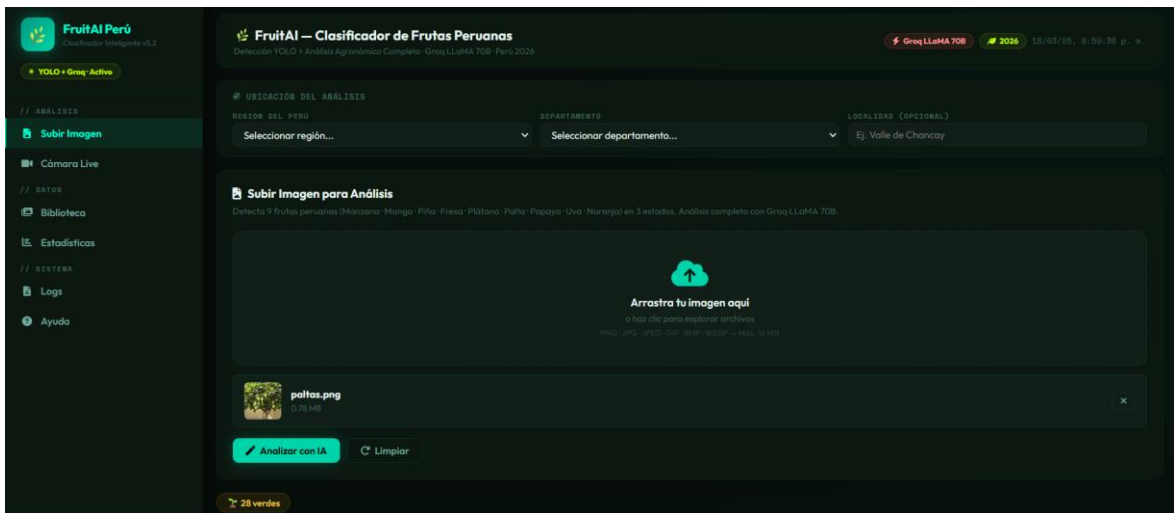 FruitAI Perú
Clasificador Inteligente v5.2
YOLO + Groq · Activo
// ANÁLISIS
Subir Imagen
Cámara Live
// DATOS
Biblioteca
Estadísticas
// SISTEMA
Logs
Ayuda
FruitAI — Clasificador de Frutas Peruanas
Detección YOLO + Análisis Agronómico Completo · Groq LLaMA 70B · Perú 2026
Groq LLaMA 70B
2026
18/03/26, 8:59:36 p. m.
UBICACIÓN DEL ANÁLISIS
REGIÓN DEL PERÚ
Seleccionar región...
DEPARTAMENTO
Seleccionar departamento...
LOCALIDAD (OPCIONAL)
Ej. Valle de Chancay
Subir Imagen para Análisis
Detecta 9 frutas peruanas (Manzana · Mango · Piña · Fresa · Plátano · Palta · Papaya · Uva · Naranja) en 3 estados. Análisis completo con Groq LLaMA 70B.
Arrastra tu imagen aquí
o haz clic para explorar archivos
PNG · JPG · JPEG · GIF · BMP · WEBP — Máx. 16 MB
paltas.png
0.78 MB
Analizar con IA
Limpiar
28 verdes